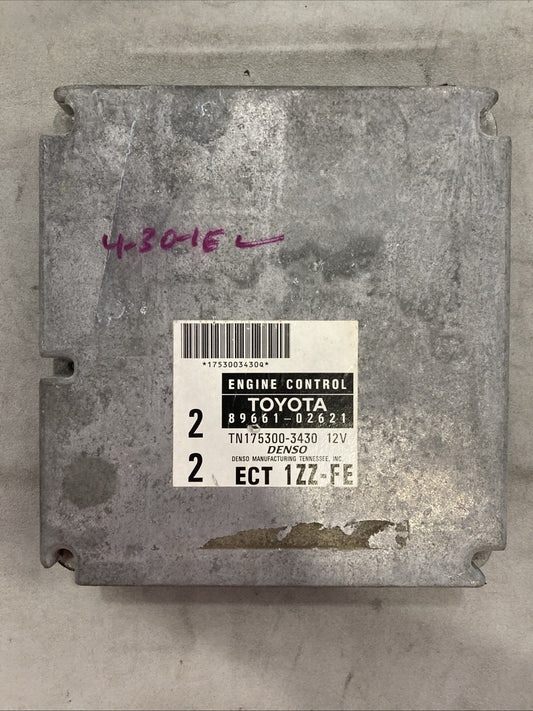 4-30-1E
*1753003430Q*
ENGINE CONTROL
TOYOTA
89661-02621
2
TN175300-3430 12V
DENSO
DENSO MANUFACTURING TENNESSEE, INC.
2
ECT 1ZZ-FE